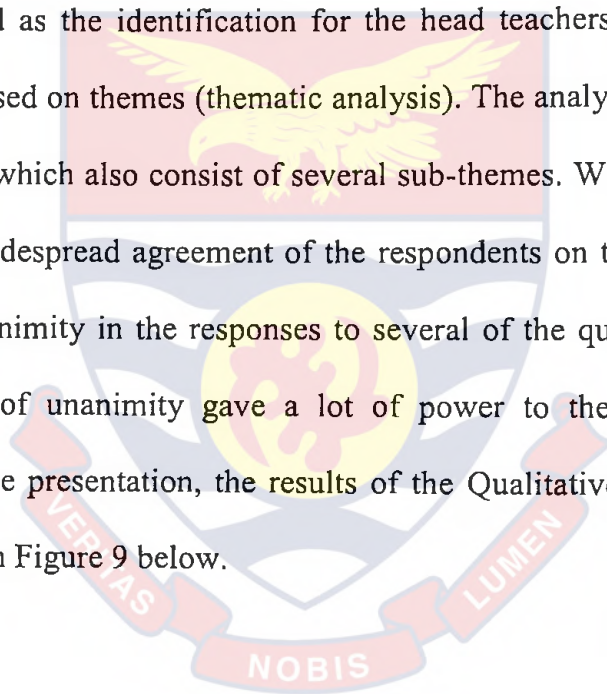 d as the identification for the head teachers
sed on themes (thematic analysis). The analy
which also consist of several sub-themes. W
despread agreement of the respondents on t
nimity in the responses to several of the qu
of unanimity gave a lot of power to the
e presentation, the results of the Qualitative
n Figure 9 below.
VERITAS
NOBIS
LUMEN